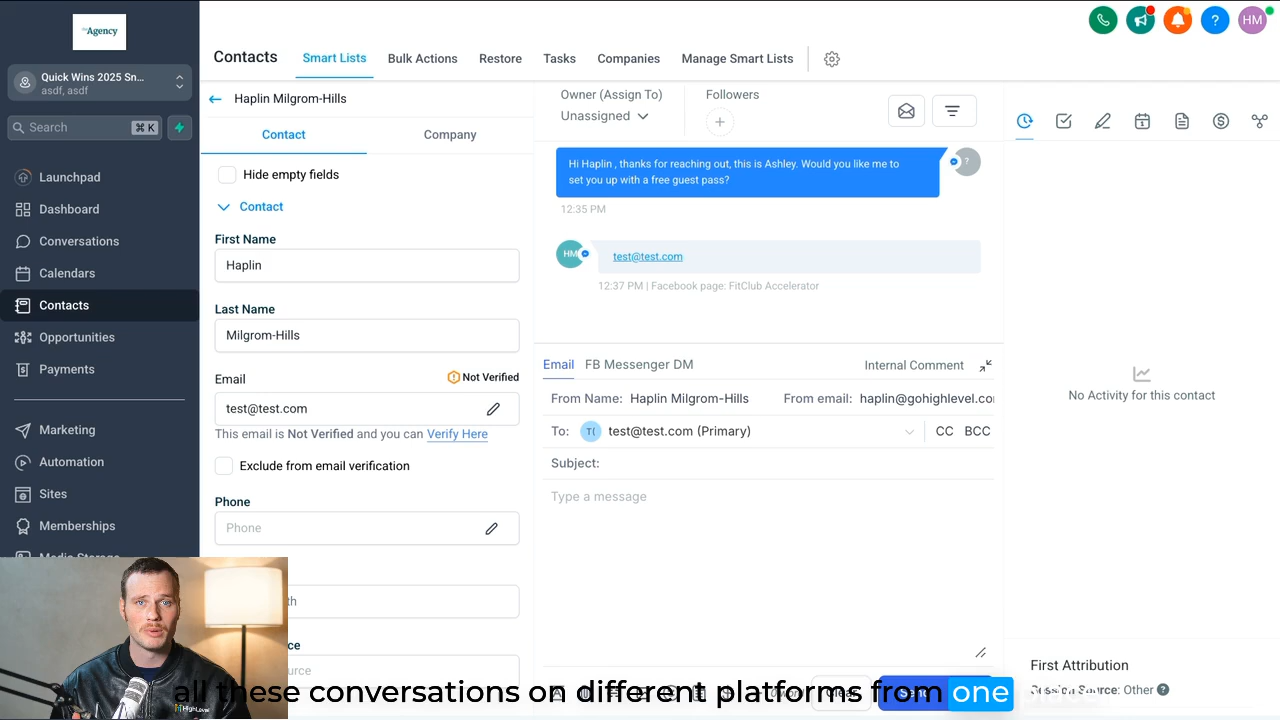 Agency
Quick Wins 2025 Sn...
asdf, asdf
Search
⌘ K
Launchpad
Dashboard
Conversations
Calendars
Contacts
Opportunities
Payments
Marketing
Automation
Sites
Memberships
Media Storage
Contacts
Smart Lists
Bulk Actions
Restore
Tasks
Companies
Manage Smart Lists
?
HM
Haplin Milgrom-Hills
Contact
Company
Hide empty fields
Contact
First Name
Haplin
Last Name
Milgrom-Hills
Email
Not Verified
test@test.com
This email is Not Verified and you can Verify Here
Exclude from email verification
Phone
Phone
Owner (Assign To)
Unassigned
Followers
Hi Haplin , thanks for reaching out, this is Ashley. Would you like me to
set you up with a free guest pass?
?
12:35 PM
HM
test@test.com
12:37 PM | Facebook page: FitClub Accelerator
Email
FB Messenger DM
Internal Comment
From Name: Haplin Milgrom-Hills
From email: haplin@gohighlevel.co
To:
T(
test@test.com (Primary)
CC
BCC
Subject:
Type a message
No Activity for this contact
First Attribution
Session Source: Other
?
HIGHLEVEL
all these conversations on different platforms from one